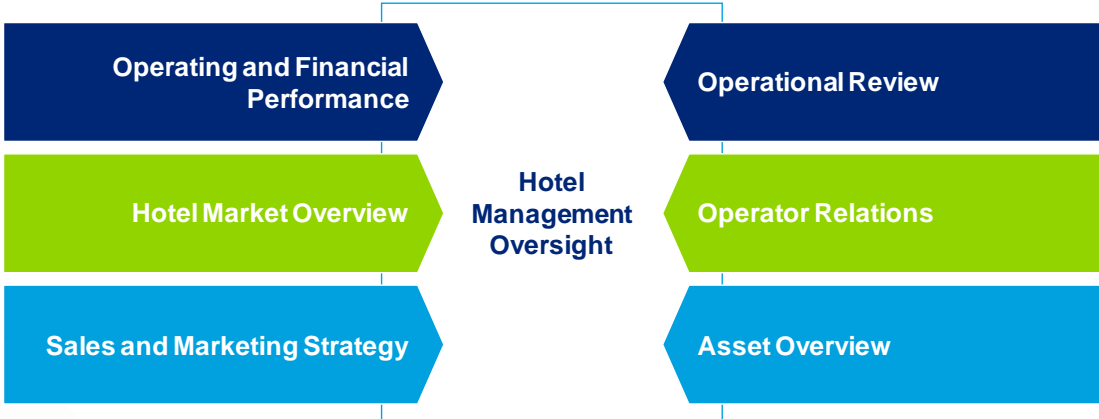 Operating and Financial
Performance
Hotel Market Overview
Sales and Marketing Strategy
Hotel
Management
Oversight
Operational Review
Operator Relations
Asset Overview